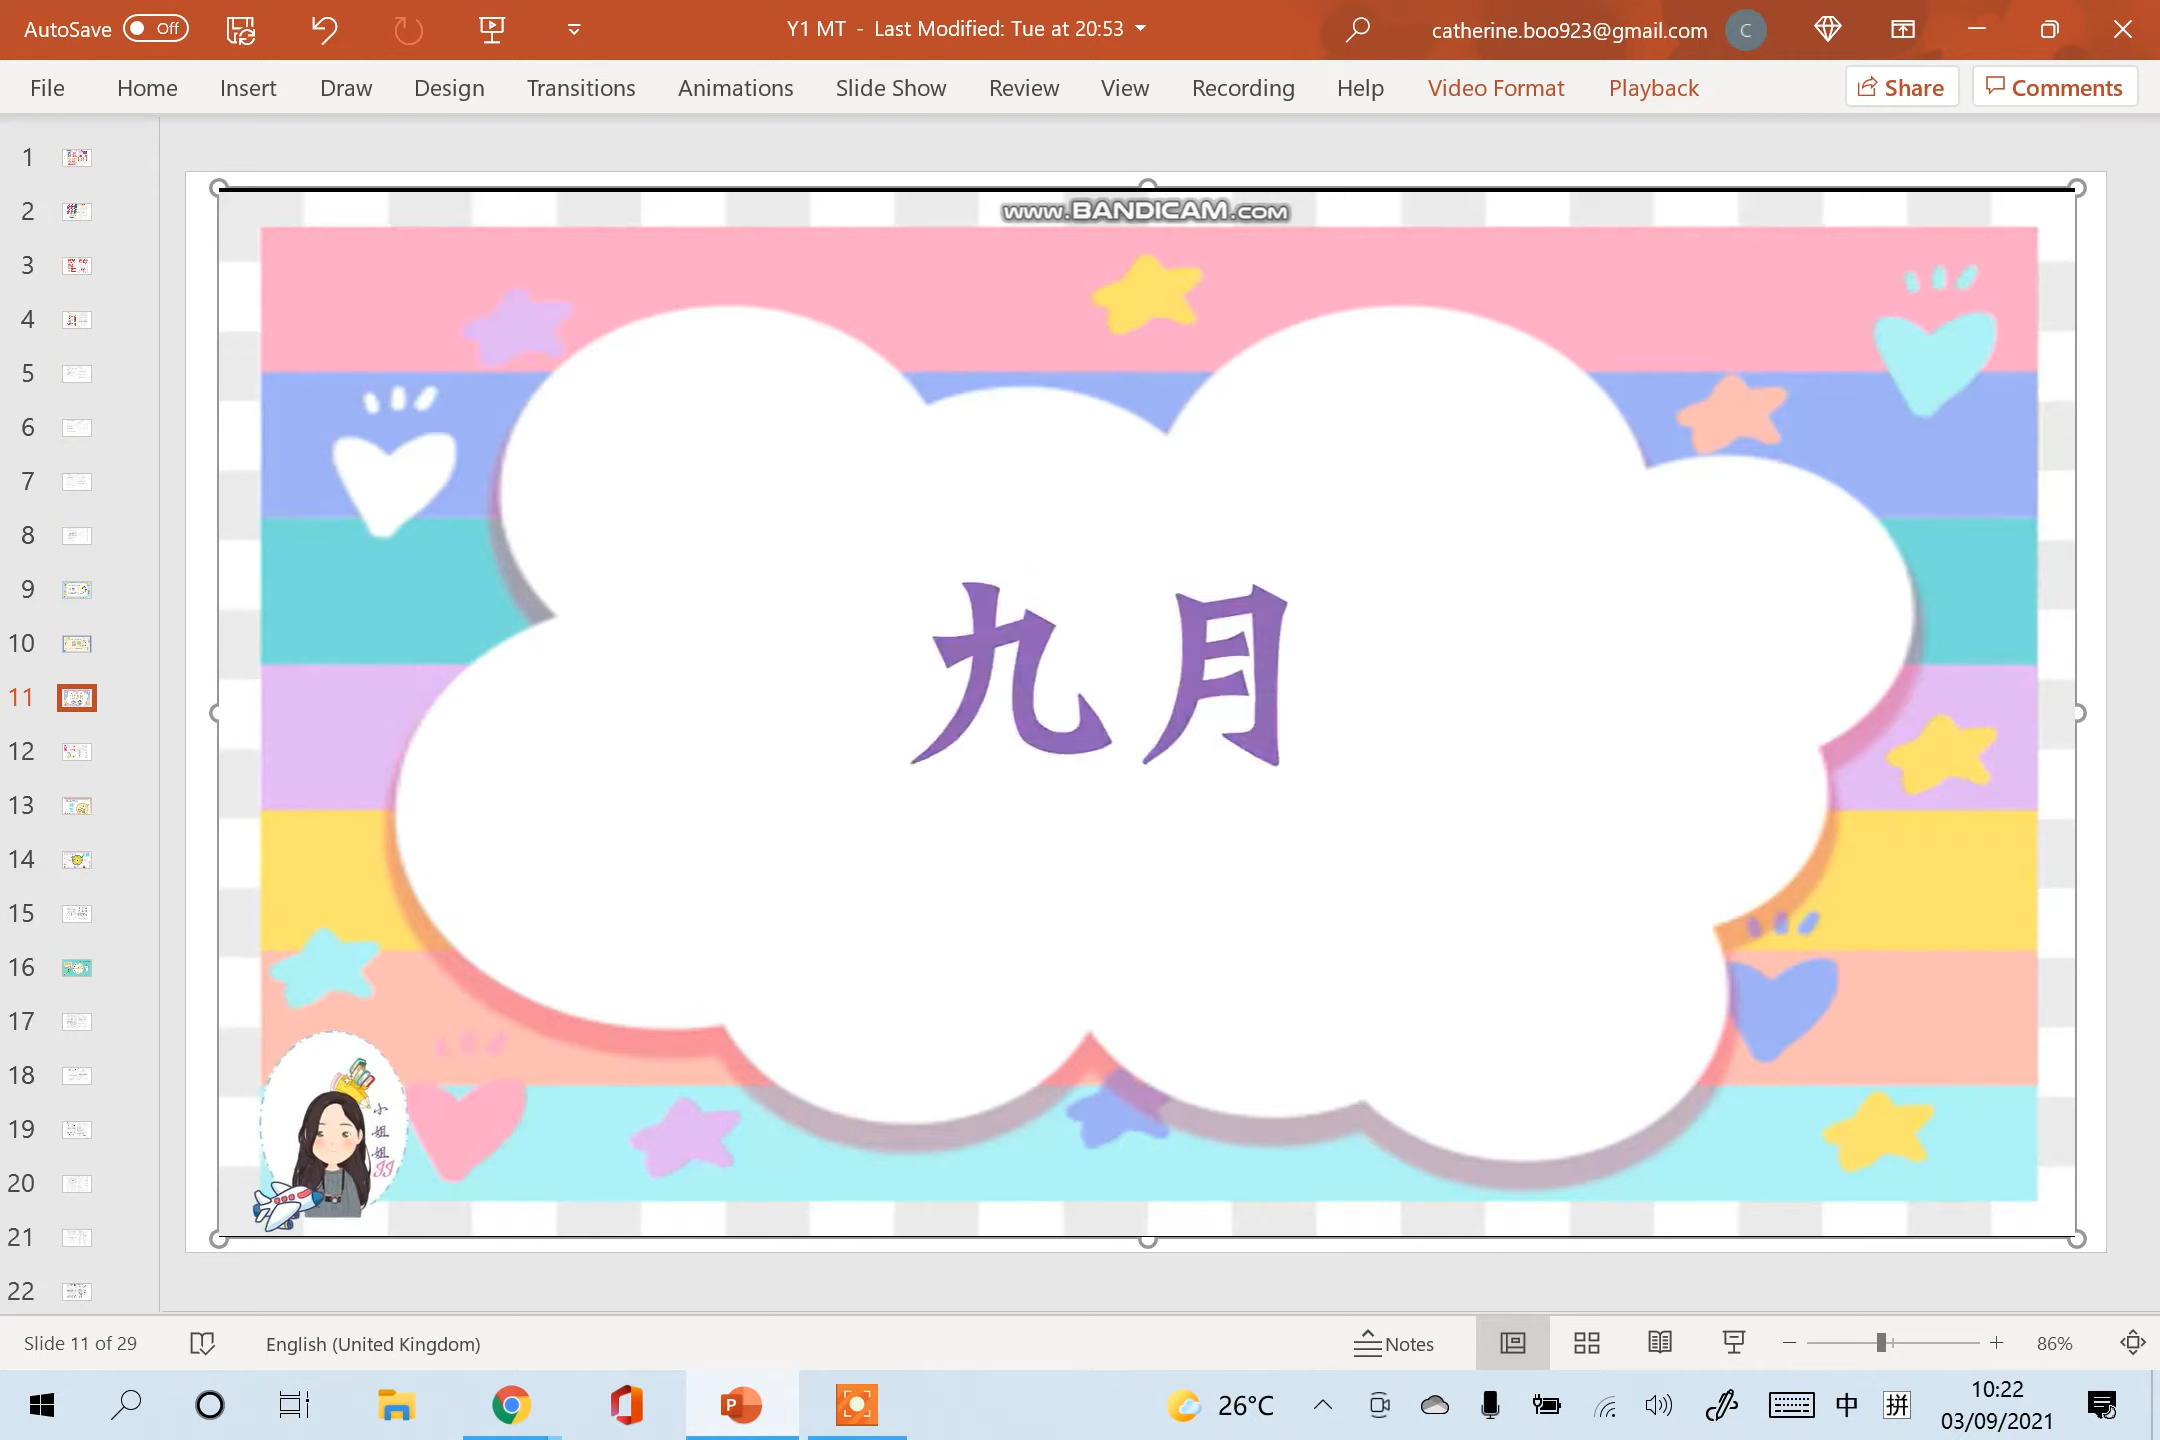 AutoSave Off Y1 MT - Last Modified: Tue at 20:53 catherine.boo923@gmail.com C
File Home Insert Draw Design Transitions Animations Slide Show Review View Recording Help Video Format Playback Share Comments
1
2
3
4
5
6
7
8
9
10
11
12
13
14
15
16
17
18
19
20
21
22
www.BANDICAM.com
九月
小
姐
姐
JJ
Slide 11 of 29 English (United Kingdom) Notes 86%
P 26°C 中 拼 10:22
03/09/2021